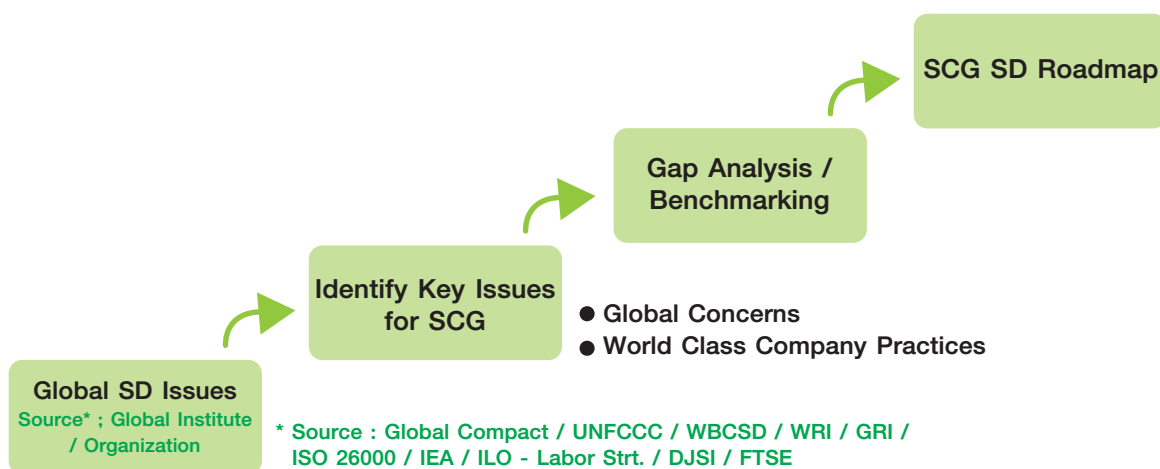 SCG SD Roadmap
Gap Analysis /
Benchmarking
Identify Key Issues
for SCG
● Global Concerns
● World Class Company Practices
Global SD Issues
Source* ; Global Institute
/ Organization
* Source : Global Compact / UNFCCC / WBCSD / WRI / GRI /
ISO 26000 / IEA / ILO - Labor Strt. / DJSI / FTSE